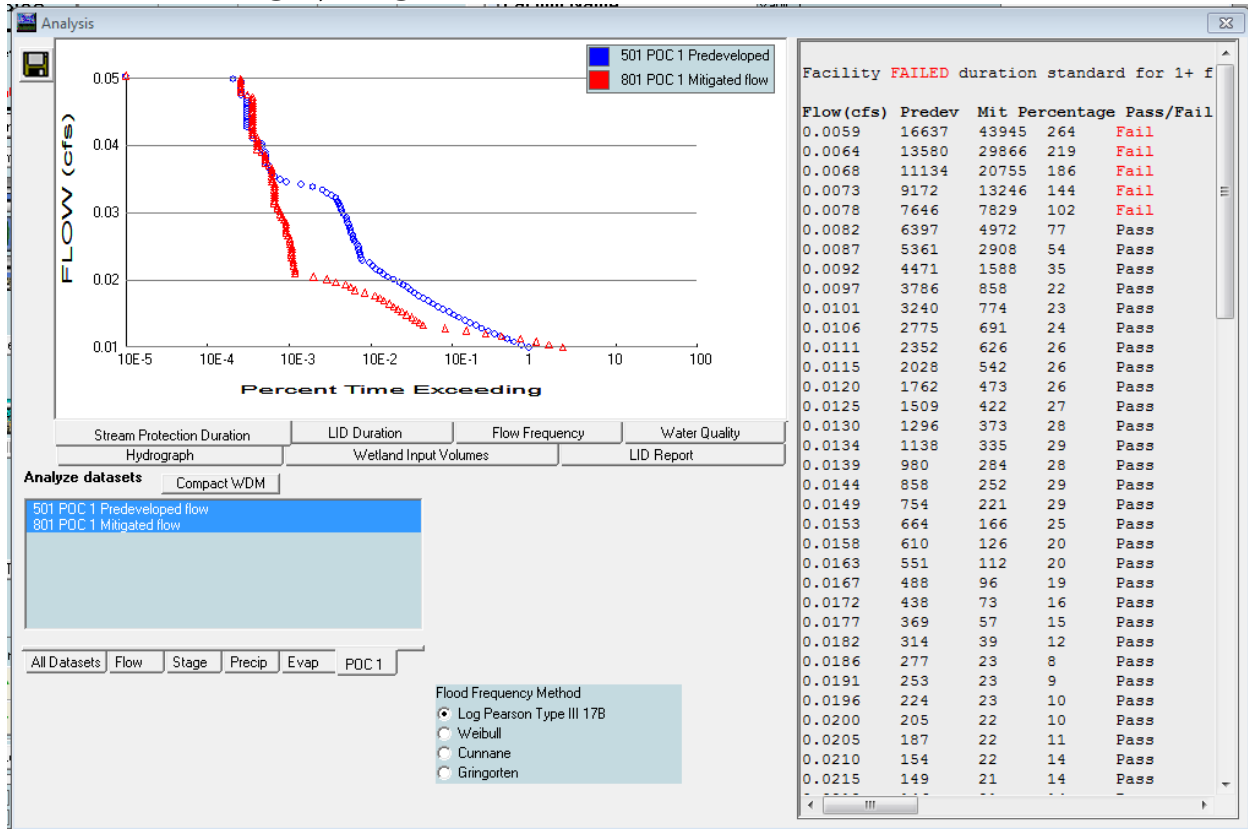 Analysis
501 POC 1 Predeveloped
801 POC 1 Mitigated flow
FLOW (cfs)
0.05
0.04
0.03
0.02
0.01
10E-5 10E-4 10E-3 10E-2 10E-1 1 10 100
Percent Time Exceeding
Stream Protection Duration LID Duration Flow Frequency Water Quality
Hydrograph Wetland Input Volumes LID Report
Analyze datasets Compact WDM
501 POC 1 Predeveloped flow
801 POC 1 Mitigated flow
All Datasets Flow Stage Precip Evap POC 1
Flood Frequency Method
Log Pearson Type III 17B
Weibull
Cunnane
Gringorten
Facility FAILED duration standard for 1+ f
Flow(cfs) Predev Mit Percentage Pass/Fail
0.0059 16637 43945 264 Fail
0.0064 13580 29866 219 Fail
0.0068 11134 20755 186 Fail
0.0073 9172 13246 144 Fail
0.0078 7646 7829 102 Fail
0.0082 6397 4972 77 Pass
0.0087 5361 2908 54 Pass
0.0092 4471 1588 35 Pass
0.0097 3786 858 22 Pass
0.0101 3240 774 23 Pass
0.0106 2775 691 24 Pass
0.0111 2352 626 26 Pass
0.0115 2028 542 26 Pass
0.0120 1762 473 26 Pass
0.0125 1509 422 27 Pass
0.0130 1296 373 28 Pass
0.0134 1138 335 29 Pass
0.0139 980 284 28 Pass
0.0144 858 252 29 Pass
0.0149 754 221 29 Pass
0.0153 664 166 25 Pass
0.0158 610 126 20 Pass
0.0163 551 112 20 Pass
0.0167 488 96 19 Pass
0.0172 438 73 16 Pass
0.0177 369 57 15 Pass
0.0182 314 39 12 Pass
0.0186 277 23 8 Pass
0.0191 253 23 9 Pass
0.0196 224 23 10 Pass
0.0200 205 22 10 Pass
0.0205 187 22 11 Pass
0.0210 154 22 14 Pass
0.0215 149 21 14 Pass